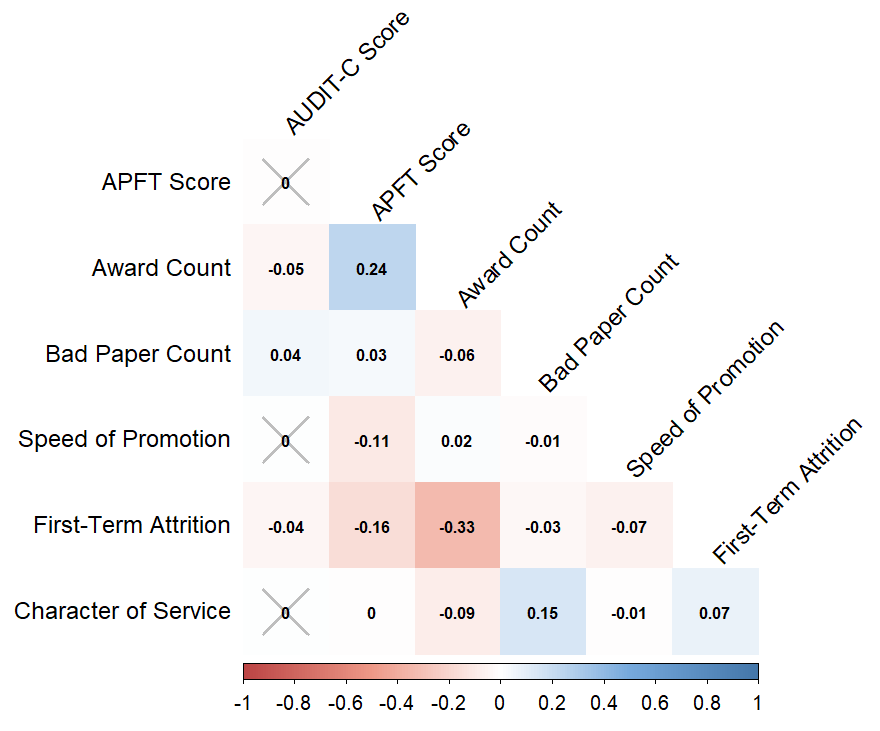 AUDIT-C Score
APFT Score
APFT Score
0
Award Count
Award Count
-0.05
0.24
Bad Paper Count
Bad Paper Count
0.04
0.03
-0.06
Speed of Promotion
Speed of Promotion
0
-0.11
0.02
-0.01
First-Term Attrition
First-Term Attrition
-0.04
-0.16
-0.33
-0.03
-0.07
Character of Service
0
0
-0.09
0.15
-0.01
0.07
-1 -0.8 -0.6 -0.4 -0.2 0 0.2 0.4 0.6 0.8 1